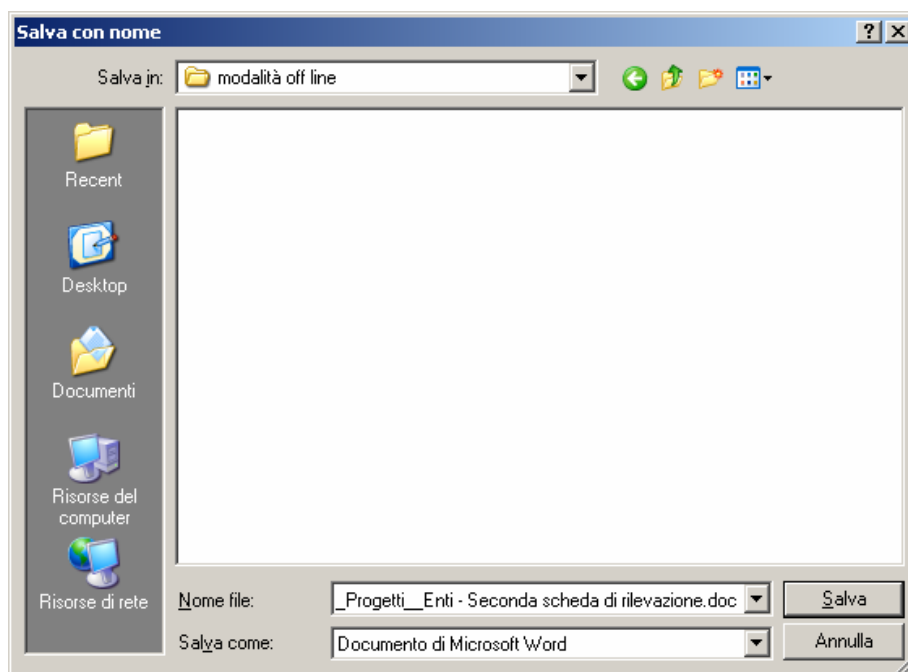 Salva con nome
Salva in: modalità off line
Recent
Desktop
Documenti
Risorse del
computer
Risorse di rete
Nome file: _Progetti__Enti - Seconda scheda di rilevazione.doc Salva
Salva come: Documento di Microsoft Word Annulla